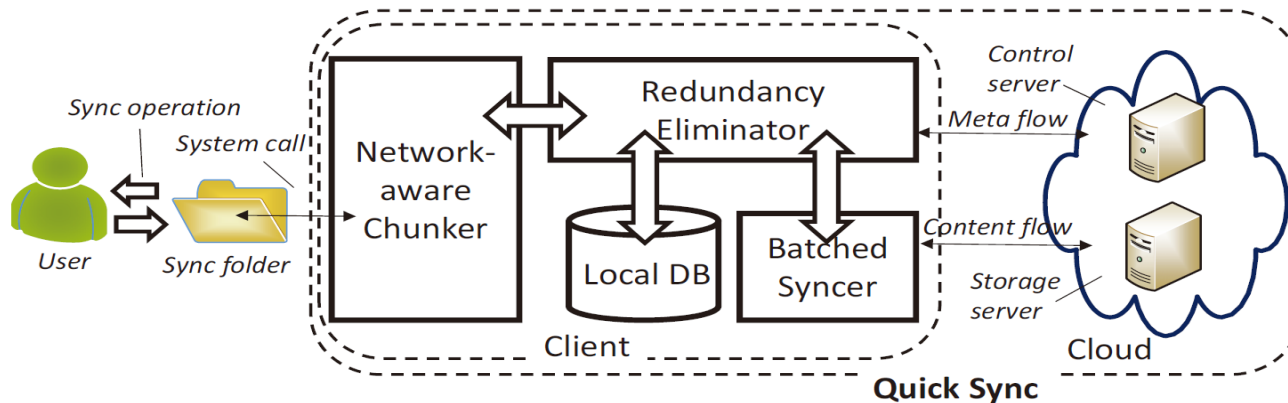 Sync operation
System call
User
Sync folder
Network-
aware
Chunker
Redundancy
Eliminator
Local DB
Batched
Syncer
Client
Meta flow
Content flow
Control
server
Storage
server
Cloud
Quick Sync